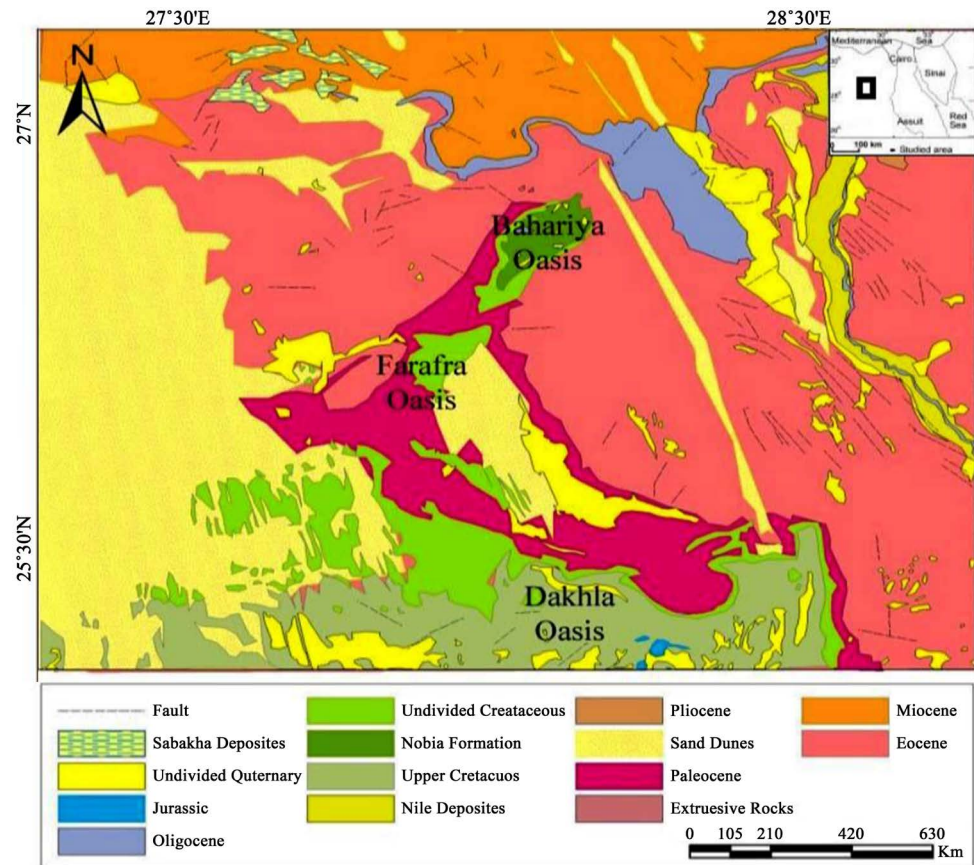 27°30'E
28°30'E
27°N
25°30'N
N
Mediterranean Sea
Cairo
Sinai
Assuit
Red
Sea
100 km
Studied area
Bahariya
Oasis
Farafra
Oasis
Dakhla
Oasis
Fault
Sabakha Deposites
Undivided Quternary
Jurassic
Oligocene
Undivided Creataceous
Nobia Formation
Upper Cretacuos
Nile Deposites
Pliocene
Sand Dunes
Paleocene
Extruesive Rocks
Miocene
Eocene
0 105 210 420 630
Km